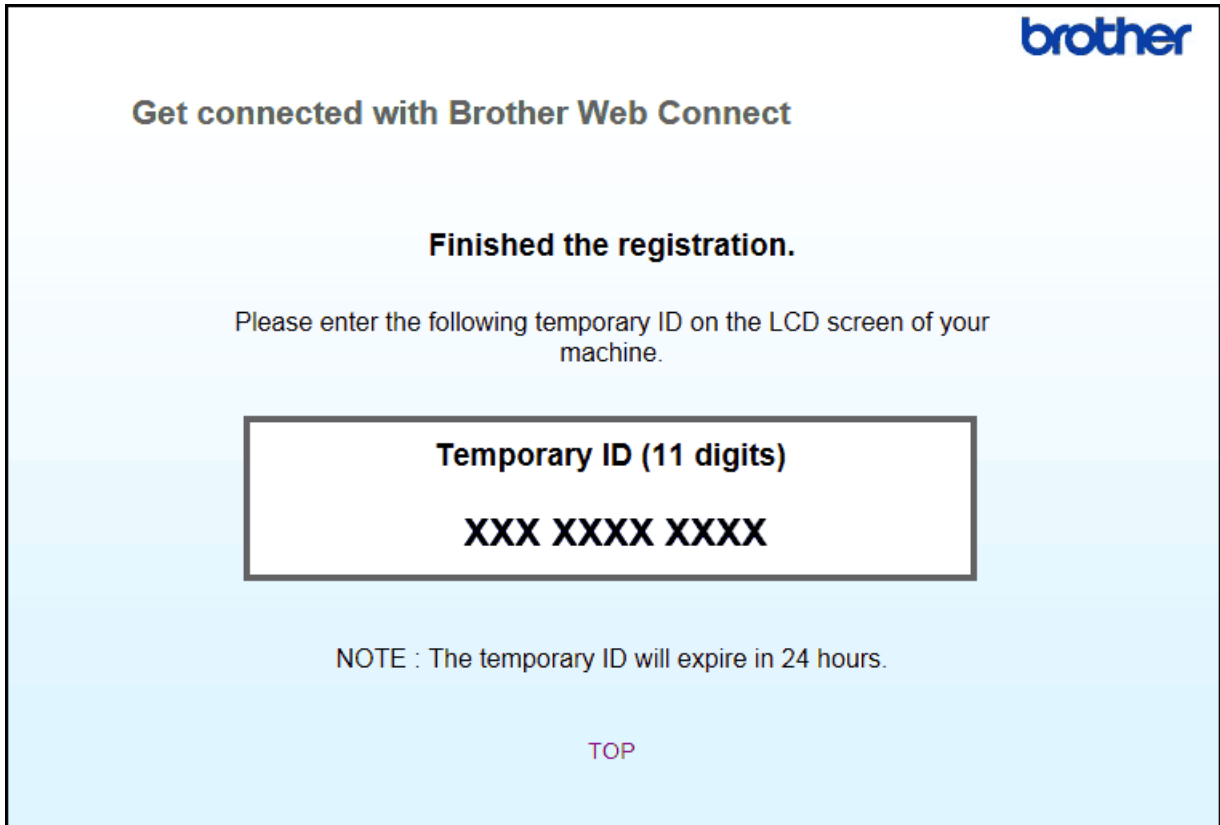 brother
Get connected with Brother Web Connect
Finished the registration.
Please enter the following temporary ID on the LCD screen of your
machine.
Temporary ID (11 digits)
XXX XXXX XXXX
NOTE : The temporary ID will expire in 24 hours.
TOP